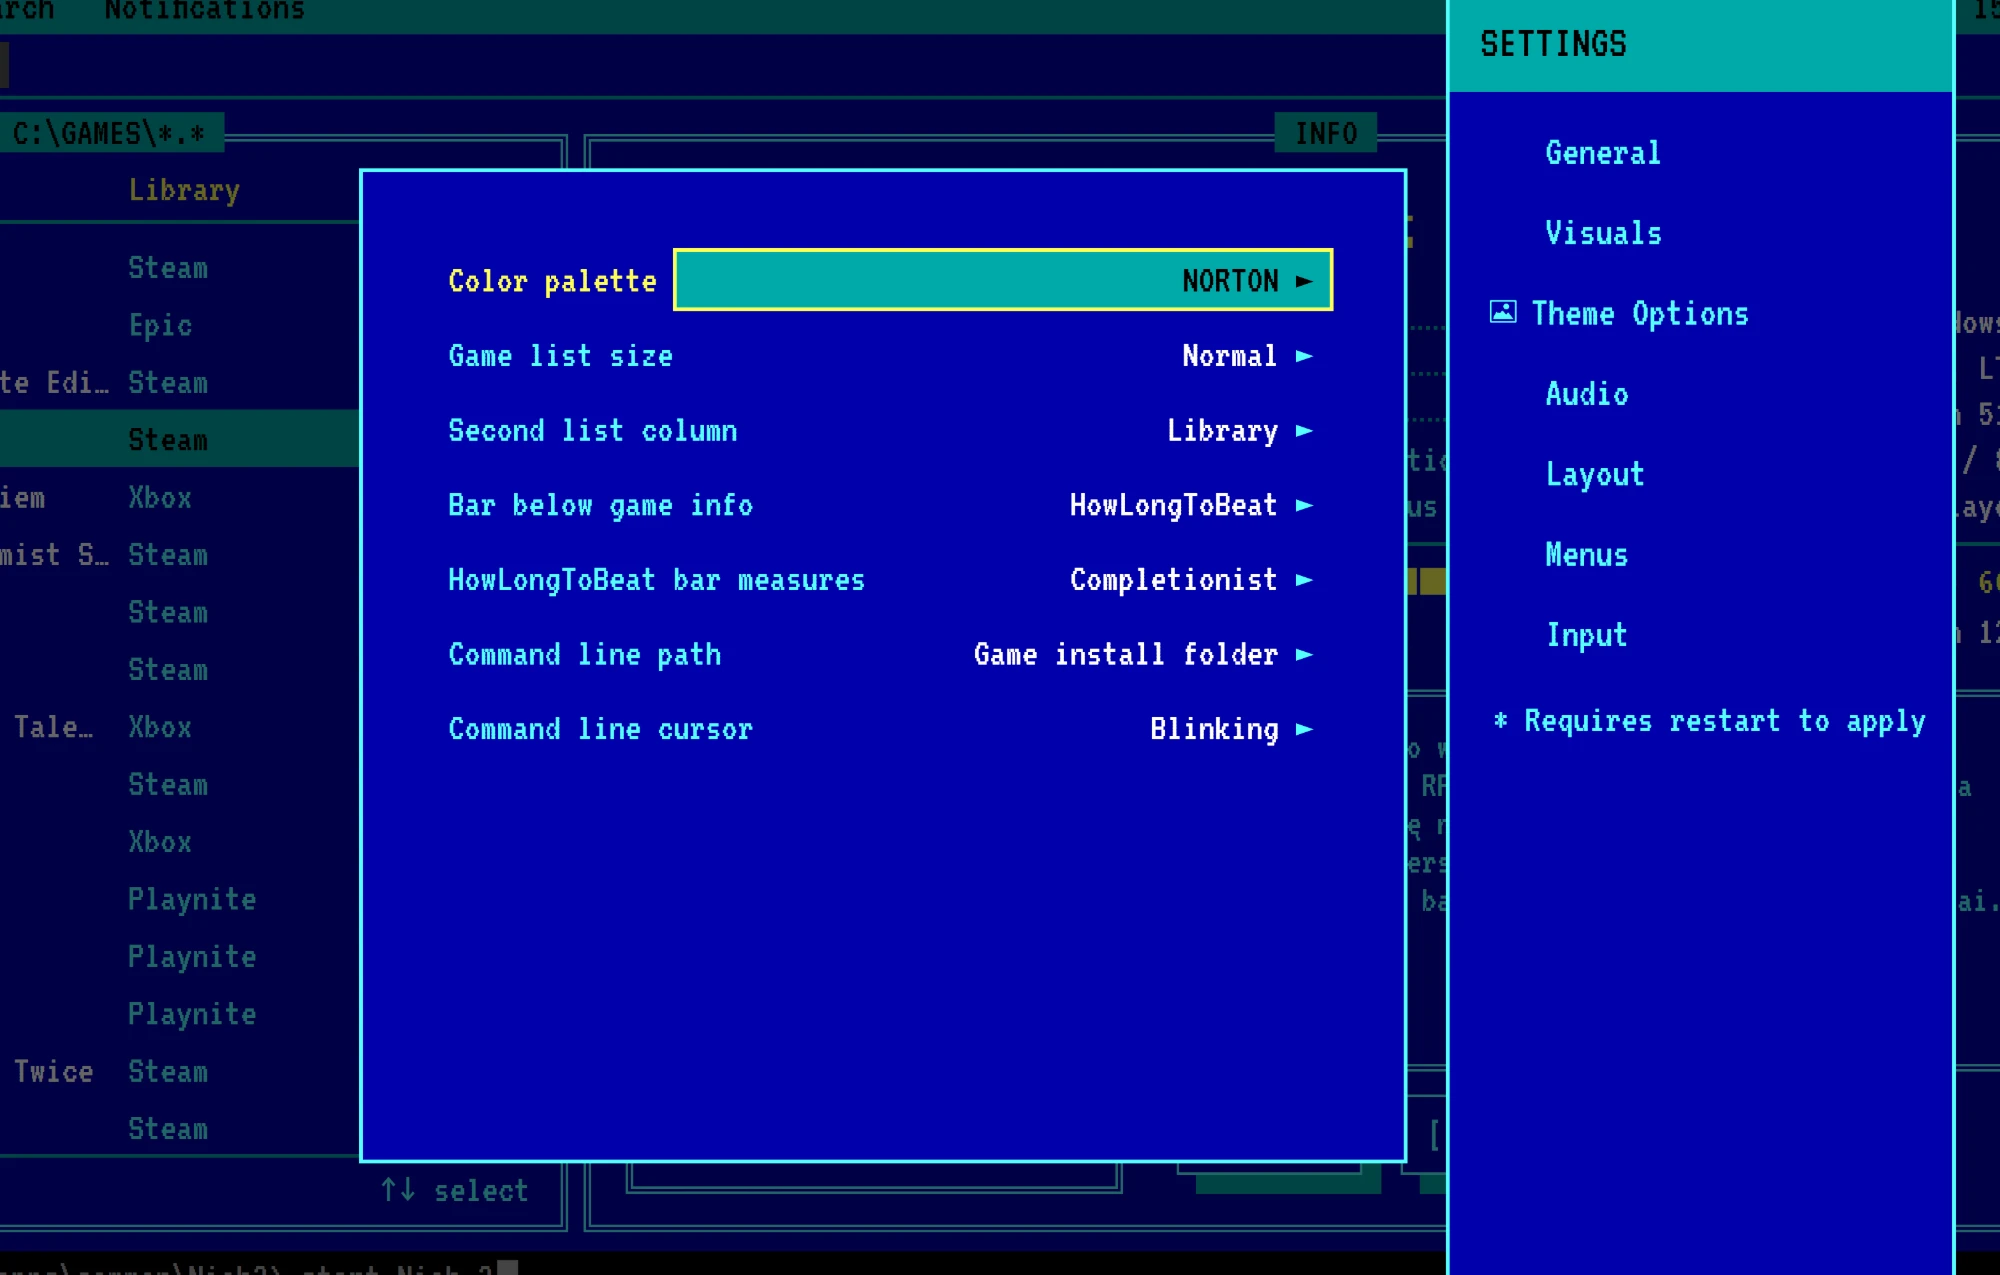 Notifications
SETTINGS
C:\GAMES\*.*
INFO
Library
Steam
Epic
Steam
Steam
iem Xbox
mist S… Steam
Steam
Steam
Tale… Xbox
Steam
Xbox
Playnite
Playnite
Playnite
Twice Steam
Steam
↑↓ select
Color palette NORTON ►
Game list size Normal ►
Second list column Library ►
Bar below game info HowLongToBeat ►
HowLongToBeat bar measures Completionist ►
Command line path Game install folder ►
Command line cursor Blinking ►
General
Visuals
Theme Options
Audio
Layout
Menus
Input
* Requires restart to apply